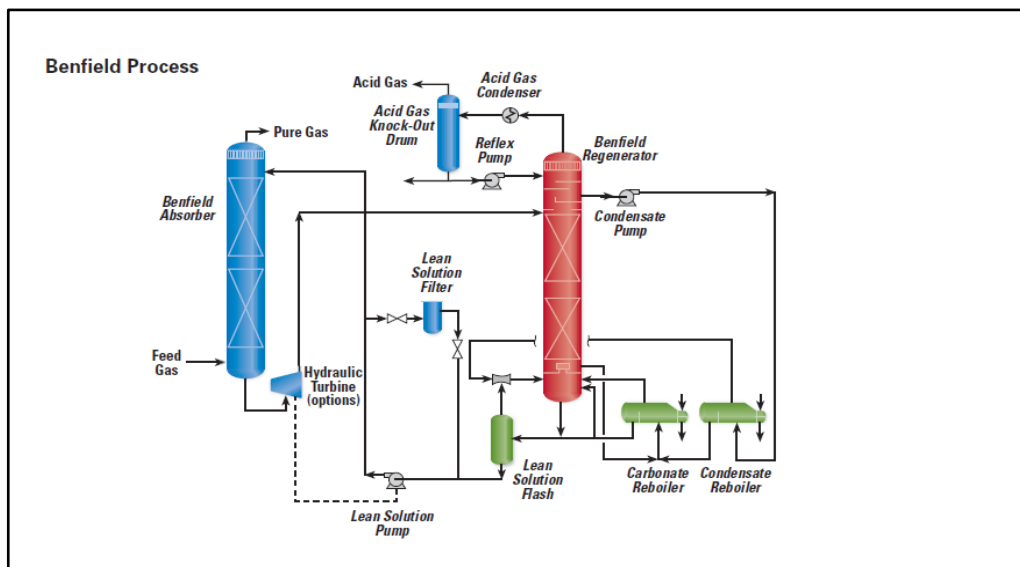 Benfield Process
Acid Gas
Acid Gas
Condenser
Acid Gas
Knock-Out
Drum
Pure Gas
Reflex
Pump
Benfield
Regenerator
Benfield
Absorber
Condensate
Pump
Lean
Solution
Filter
Feed
Gas
Hydraulic
Turbine
(options)
Lean
Solution
Flash
Carbonate
Reboiler
Condensate
Reboiler
Lean Solution
Pump